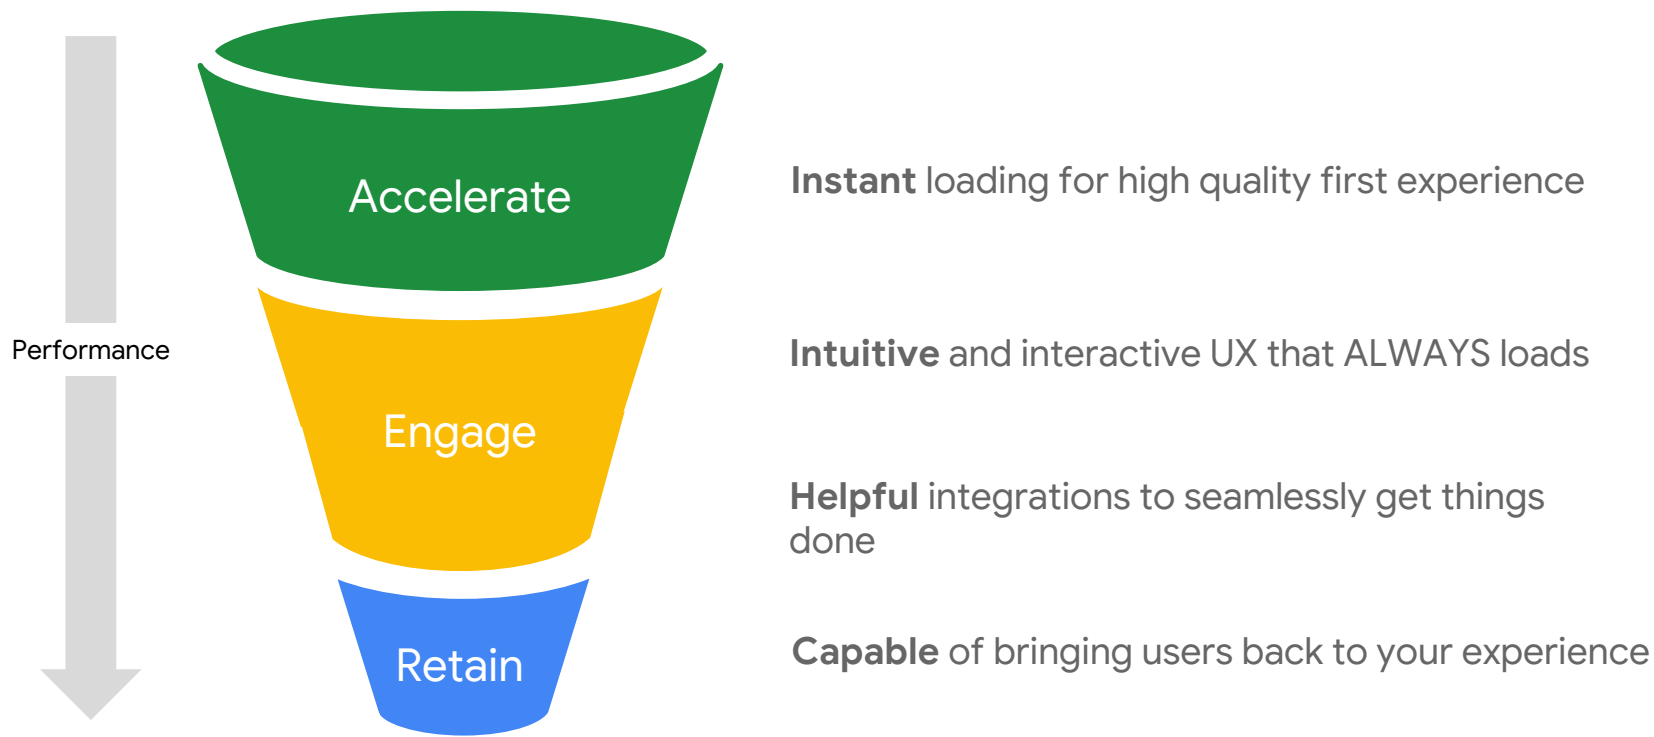 Accelerate
Instant loading for high quality first experience
Performance
Intuitive and interactive UX that ALWAYS loads
Engage
Helpful integrations to seamlessly get things
done
Retain
Capable of bringing users back to your experience